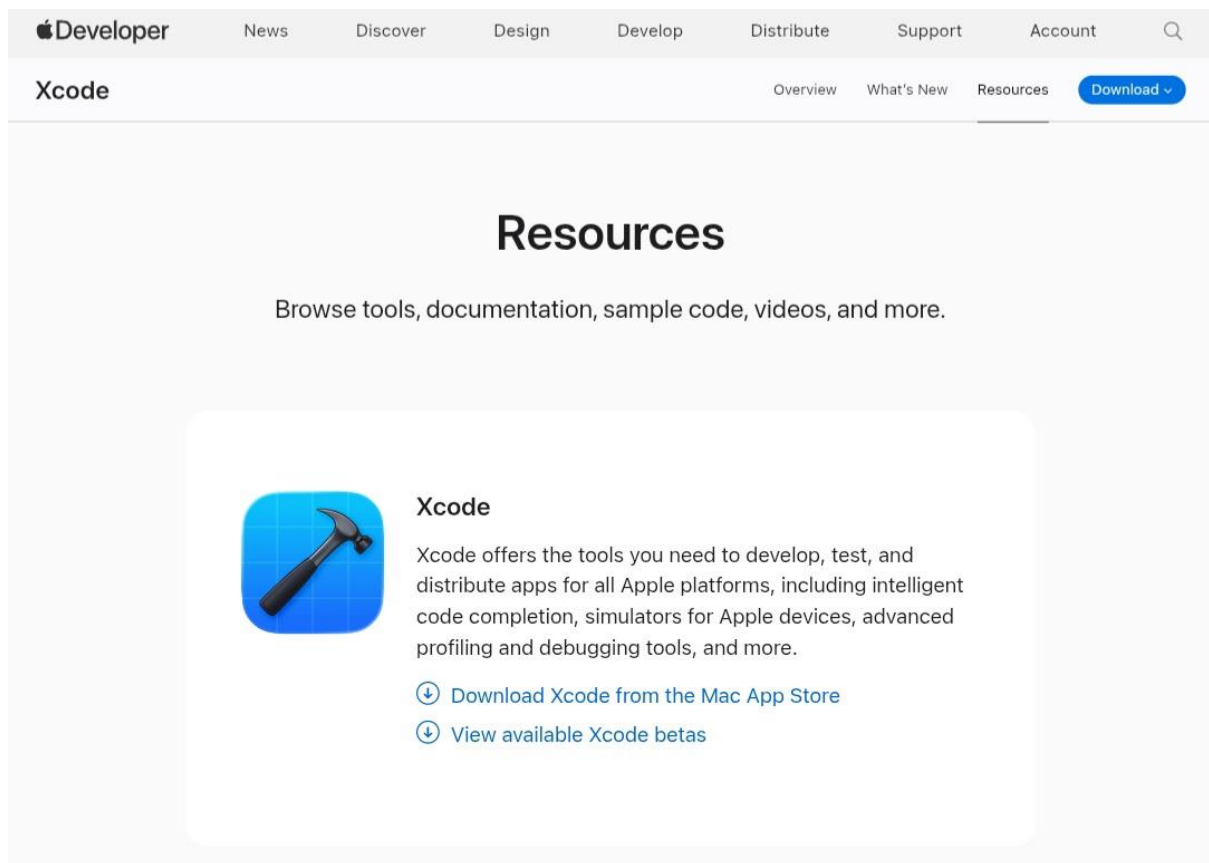 Developer News Discover Design Develop Distribute Support Account
Xcode Overview What's New Resources Download
Resources
Browse tools, documentation, sample code, videos, and more.
Xcode
Xcode offers the tools you need to develop, test, and
distribute apps for all Apple platforms, including intelligent
code completion, simulators for Apple devices, advanced
profiling and debugging tools, and more.
Download Xcode from the Mac App Store
View available Xcode betas